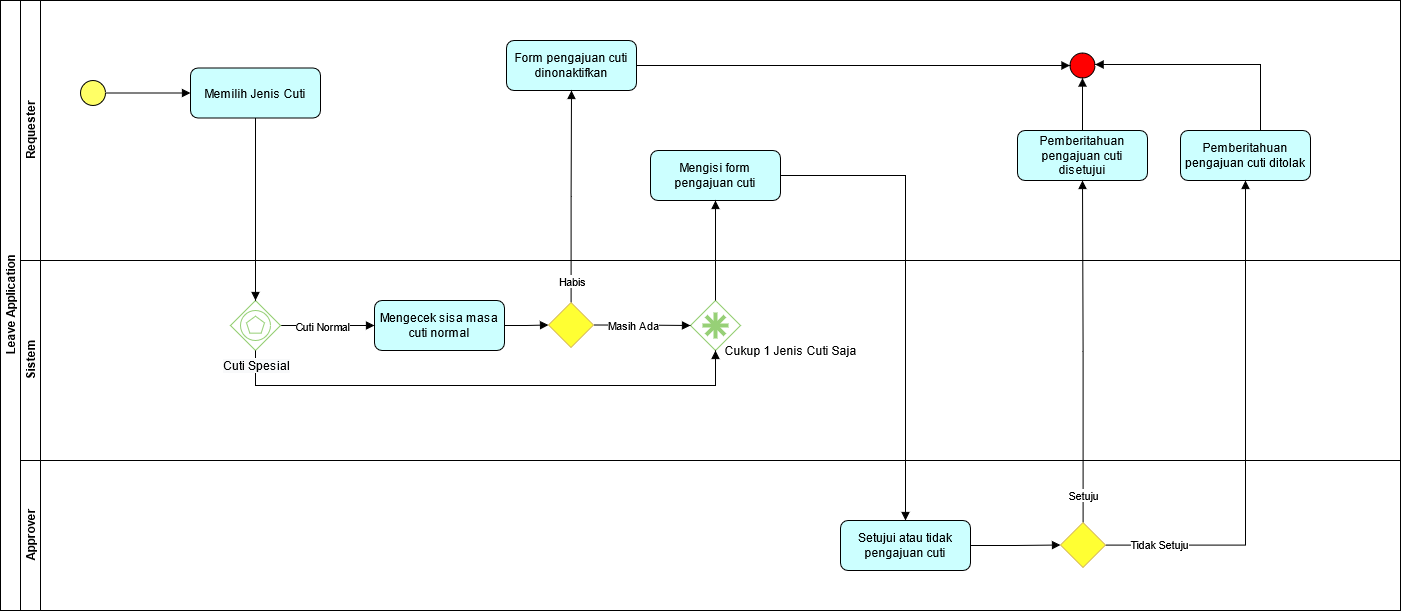 Leave Application
Requester
Sistem
Approver
Memilih Jenis Cuti
Form pengajuan cuti
dinonaktifkan
Mengisi form
pengajuan cuti
Pemberitahuan
pengajuan cuti
disetujui
Pemberitahuan
pengajuan cuti ditolak
Habis
Cuti Normal
Mengecek sisa masa
cuti normal
Masih Ada
Cukup 1 Jenis Cuti Saja
Cuti Spesial
Setujui atau tidak
pengajuan cuti
Setuju
Tidak Setuju